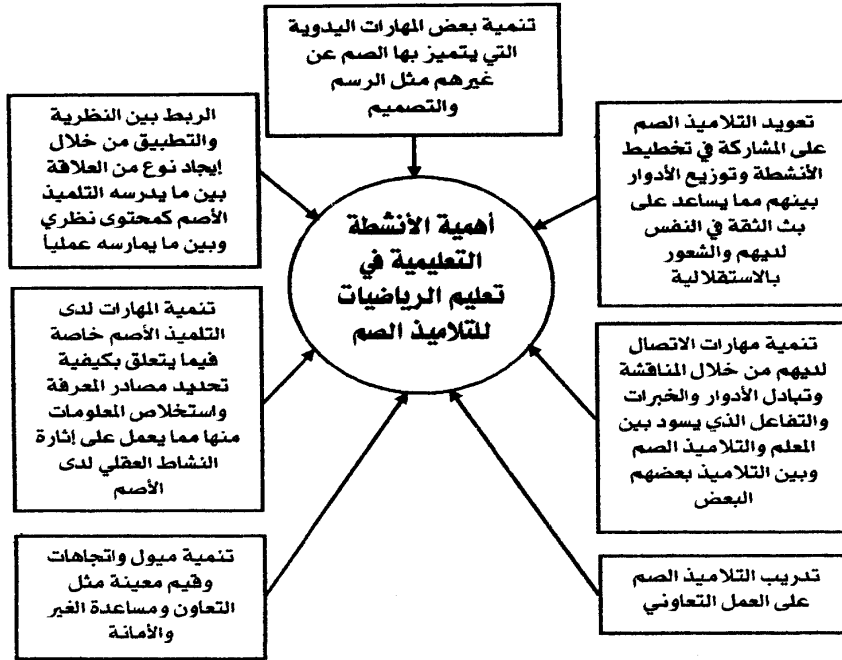 تنمية بعض المهارات اليدوية
التي يتميز بها الصم عن
غيرهم مثل الرسم
والتصميم
تعويد التلاميذ الصم
على المشاركة في تخطيط
الأنشطة وتوزيع الأدوار
بينهم مما يساعد على
بث الثقة في النفس
لديهم والشعور
بالاستقلالية
الربط بين النظرية
والتطبيق من خلال
إيجاد نوع من العلاقة
بين ما يدرسه التلميذ
الأصم كمحتوى نظري
وبين ما يمارسه عملياً
أهمية الأنشطة
التعليمية في
تعليم الرياضيات
للتلاميذ الصم
تنمية مهارات الاتصال
لديهم من خلال المناقشة
وتبادل الأدوار والخبرات
والتفاعل الذي يسود بين
المعلم والتلاميذ الصم
وبين التلاميذ بعضهم
البعض
تنمية المهارات لدى
التلميذ الأصم خاصة
فيما يتعلق بكيفية
تحديد مصادر المعرفة
واستخلاص المعلومات
منها مما يعمل على إثارة
النشاط العقلي لدى
الأصم
تدريب التلاميذ الصم
على العمل التعاوني
تنمية ميول واتجاهات
وقيم معينة مثل
التعاون ومساعدة الغير
والأمانة